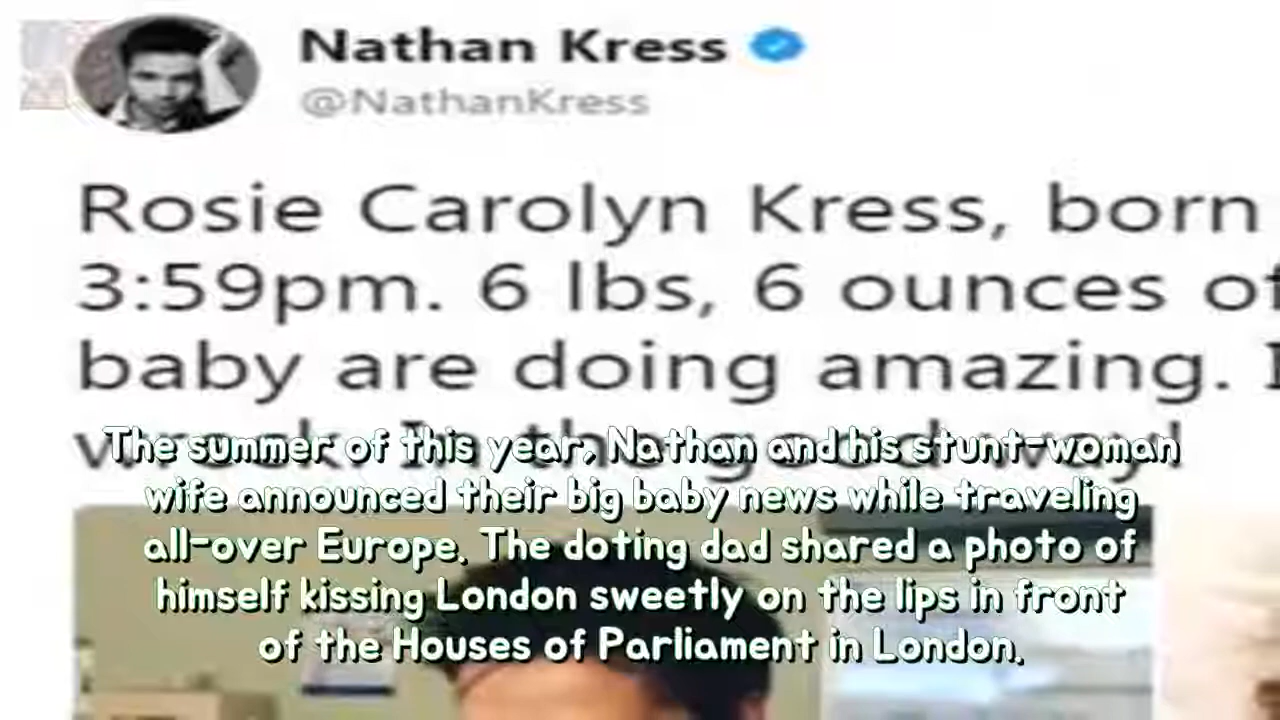 Nathan Kress
@NathanKress
Rosie Carolyn Kress, born
3:59pm. 6 lbs, 6 ounces of
baby are doing amazing.
The summer of this year, Nathan and his stunt-woman
wife announced their big baby news while traveling
all-over Europe. The doting dad shared a photo of
himself kissing London sweetly on the lips in front
of the Houses of Parliament in London.